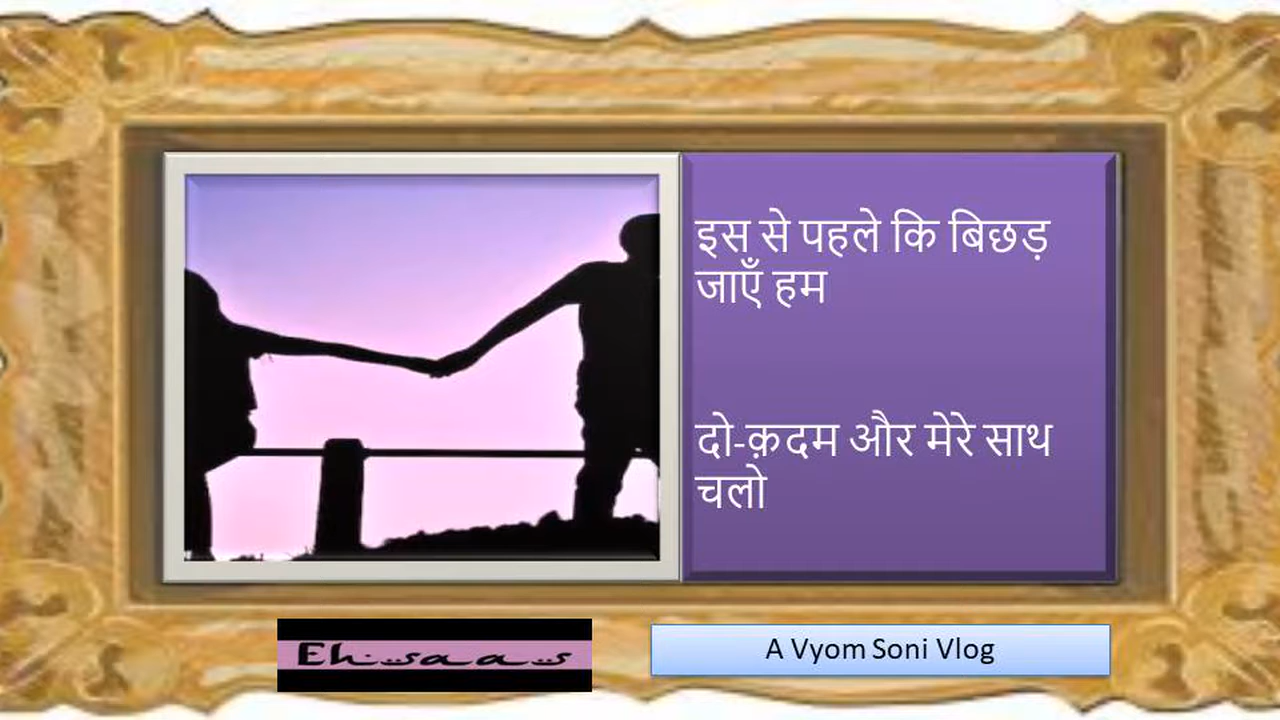 इस से पहले कि बिछड़
जाएँ हम
दो-क़दम और मेरे साथ
चलो
Ehsaas
A Vyom Soni Vlog